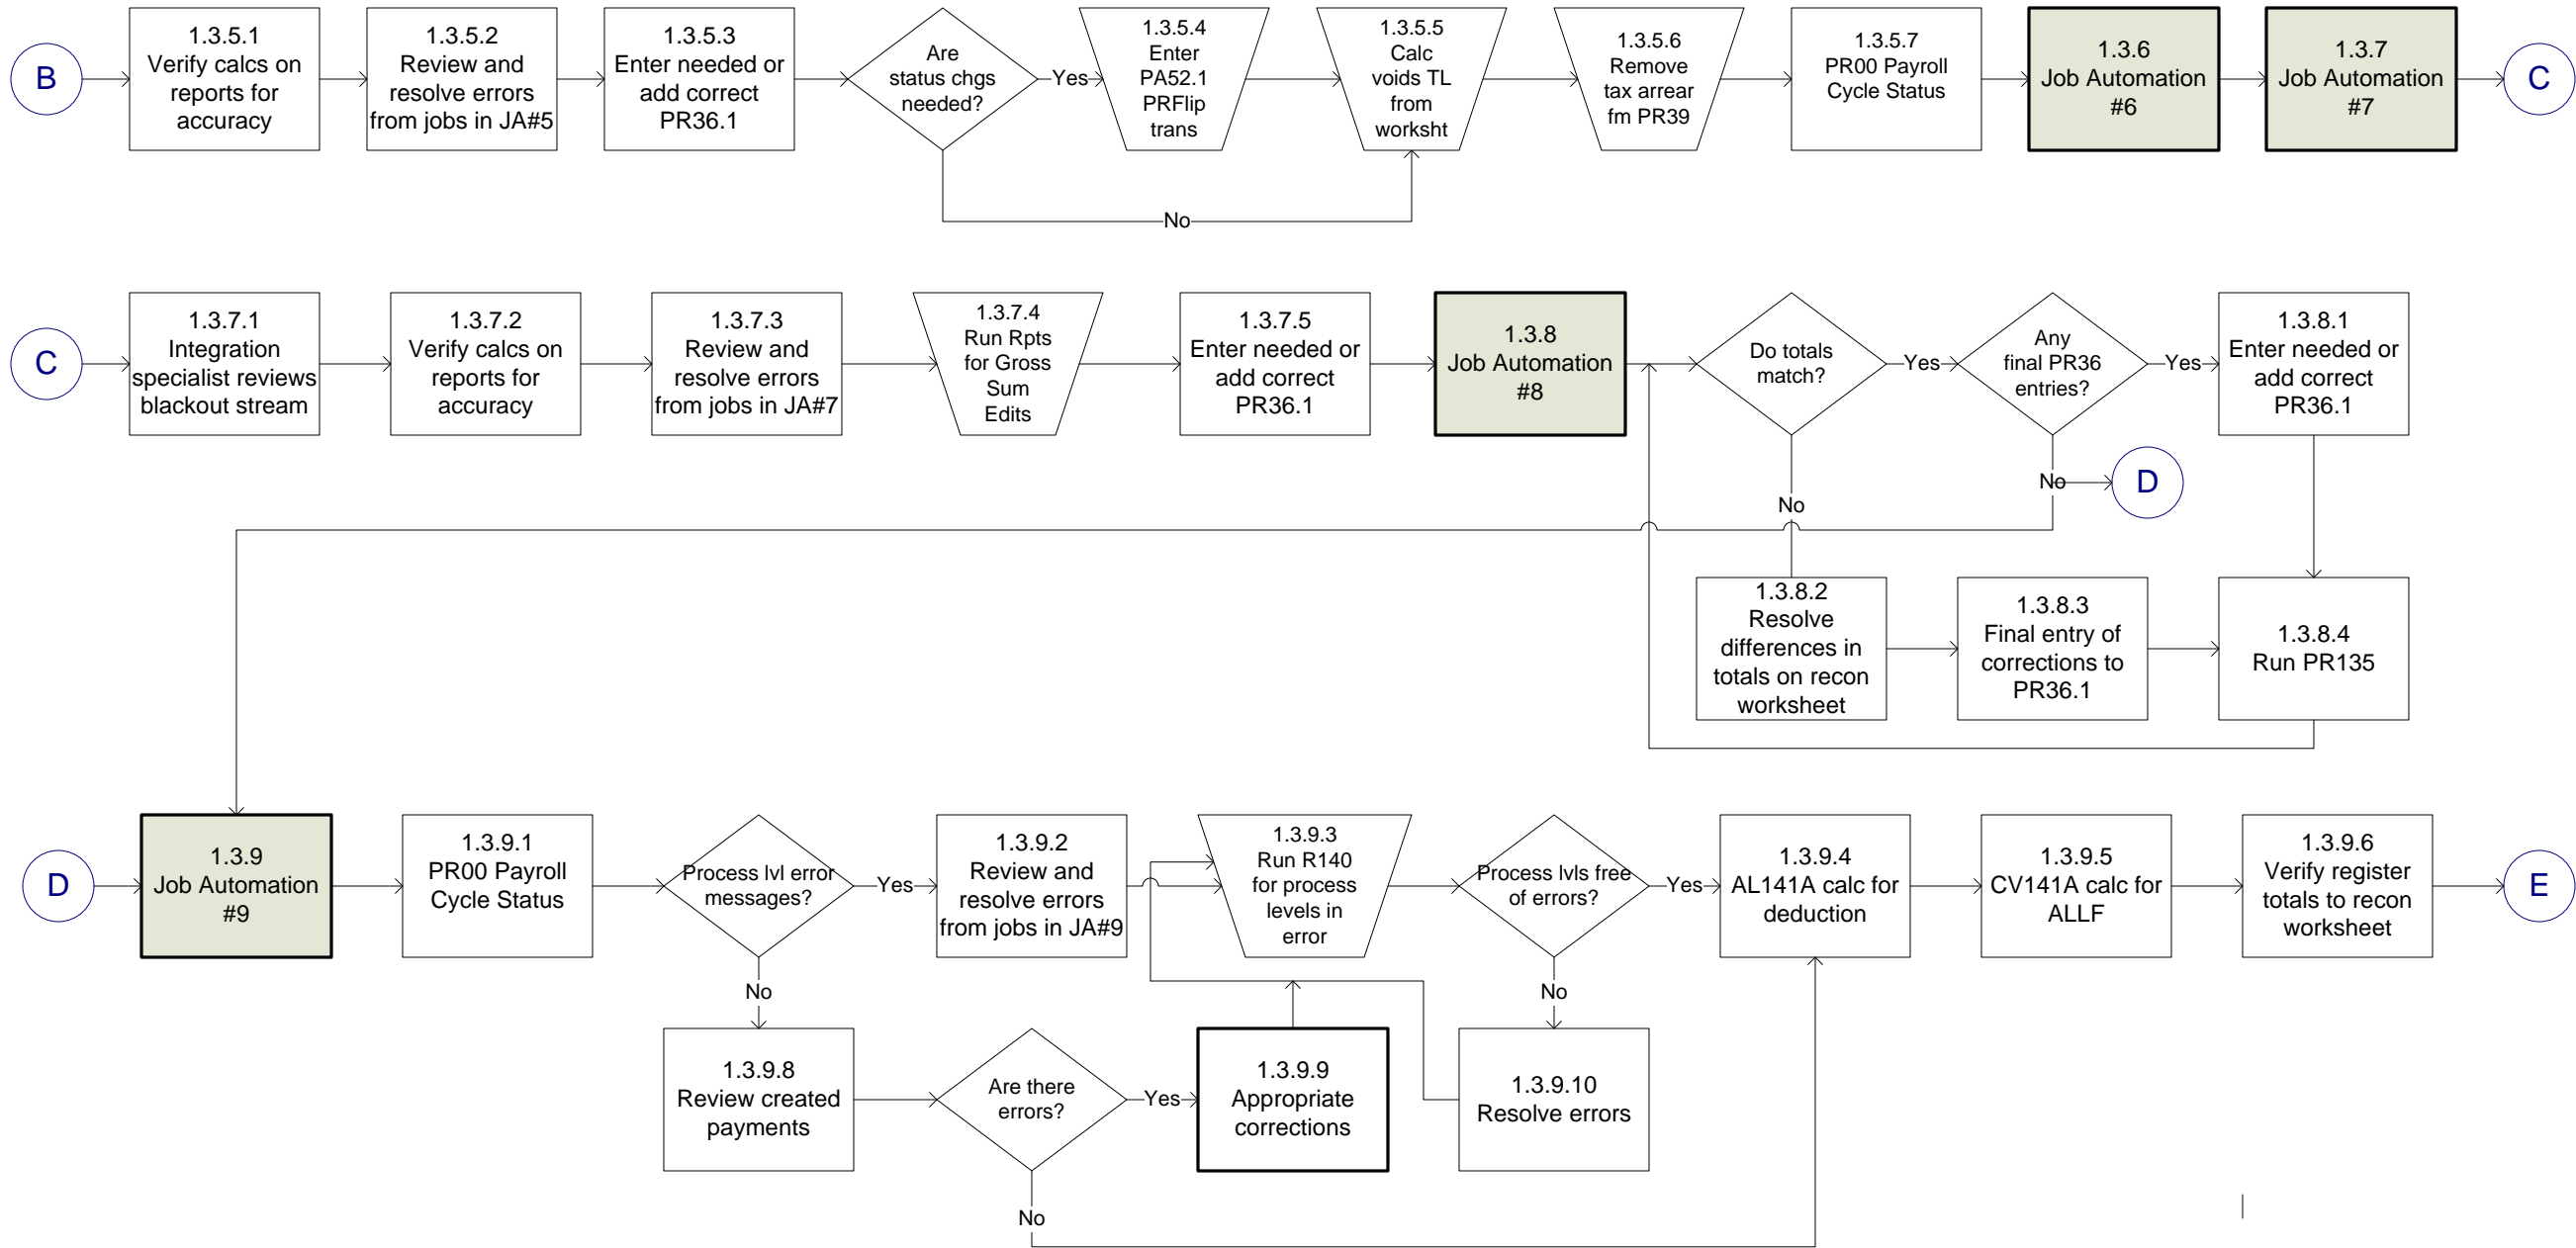 B
1.3.5.1
Verify calcs on
reports for
accuracy
1.3.5.2
Review and
resolve errors
from jobs in JA#5
1.3.5.3
Enter needed or
add correct
PR36.1
Are
status chgs
needed?
Yes
1.3.5.4
Enter
PA52.1
PRFlip
trans
1.3.5.5
Calc
voids TL
from
worksht
1.3.5.6
Remove
tax arrear
fm PR39
1.3.5.7
PR00 Payroll
Cycle Status
1.3.6
Job Automation
#6
1.3.7
Job Automation
#7
C
No
C
1.3.7.1
Integration
specialist reviews
blackout stream
1.3.7.2
Verify calcs on
reports for
accuracy
1.3.7.3
Review and
resolve errors
from jobs in JA#7
1.3.7.4
Run Rpts
for Gross
Sum
Edits
1.3.7.5
Enter needed or
add correct
PR36.1
1.3.8
Job Automation
#8
Do totals
match?
Yes
Any
final PR36
entries?
Yes
1.3.8.1
Enter needed or
add correct
PR36.1
No
D
No
1.3.8.2
Resolve
differences in
totals on recon
worksheet
1.3.8.3
Final entry of
corrections to
PR36.1
1.3.8.4
Run PR135
D
1.3.9
Job Automation
#9
1.3.9.1
PR00 Payroll
Cycle Status
Process lvl error
messages?
Yes
1.3.9.2
Review and
resolve errors
from jobs in JA#9
1.3.9.3
Run R140
for process
levels in
error
Process lvls free
of errors?
Yes
1.3.9.4
AL141A calc for
deduction
1.3.9.5
CV141A calc for
ALLF
1.3.9.6
Verify register
totals to recon
worksheet
E
No
No
1.3.9.8
Review created
payments
Are there
errors?
Yes
1.3.9.9
Appropriate
corrections
1.3.9.10
Resolve errors
No